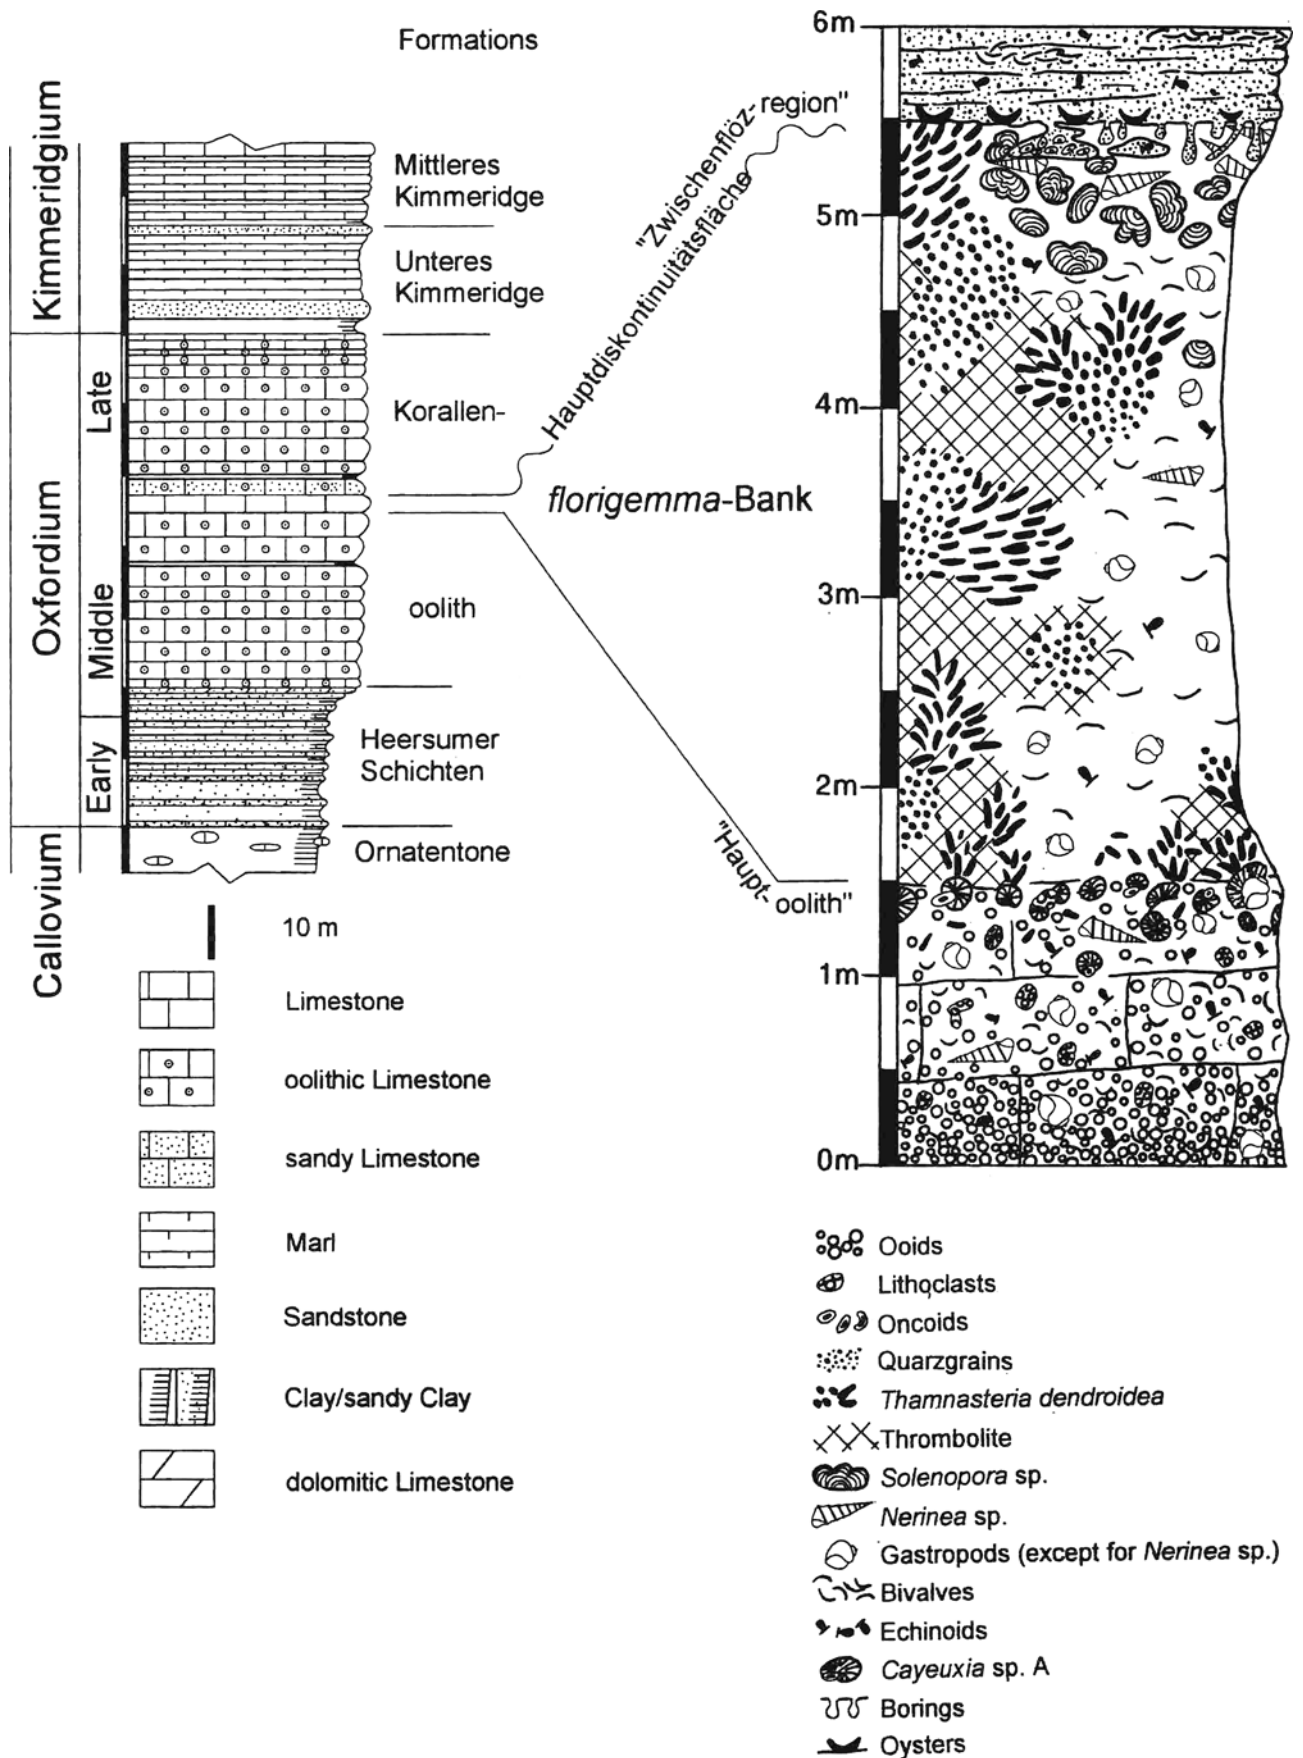 Formations
Kimmeridgium
Oxfordium
Callovium
Late
Middle
Early
Mittleres
Kimmeridge
Unteres
Kimmeridge
Korallen-
oolith
Heersumer
Schichten
Ornatentone
10 m
Limestone
oolithic Limestone
sandy Limestone
Marl
Sandstone
Clay/sandy Clay
dolomitic Limestone
"Zwischenflöz-
region"
Hauptdiskontinuitätsfläche
florigemma-Bank
"Haupt-
oolith"
6m
5m
4m
3m
2m
1m
0m
Ooids
Lithoclasts
Oncoids
Quarzgrains
Thamnasteria dendroidea
Thrombolite
Solenopora sp.
Nerinea sp.
Gastropods (except for Nerinea sp.)
Bivalves
Echinoids
Cayeuxia sp. A
Borings
Oysters